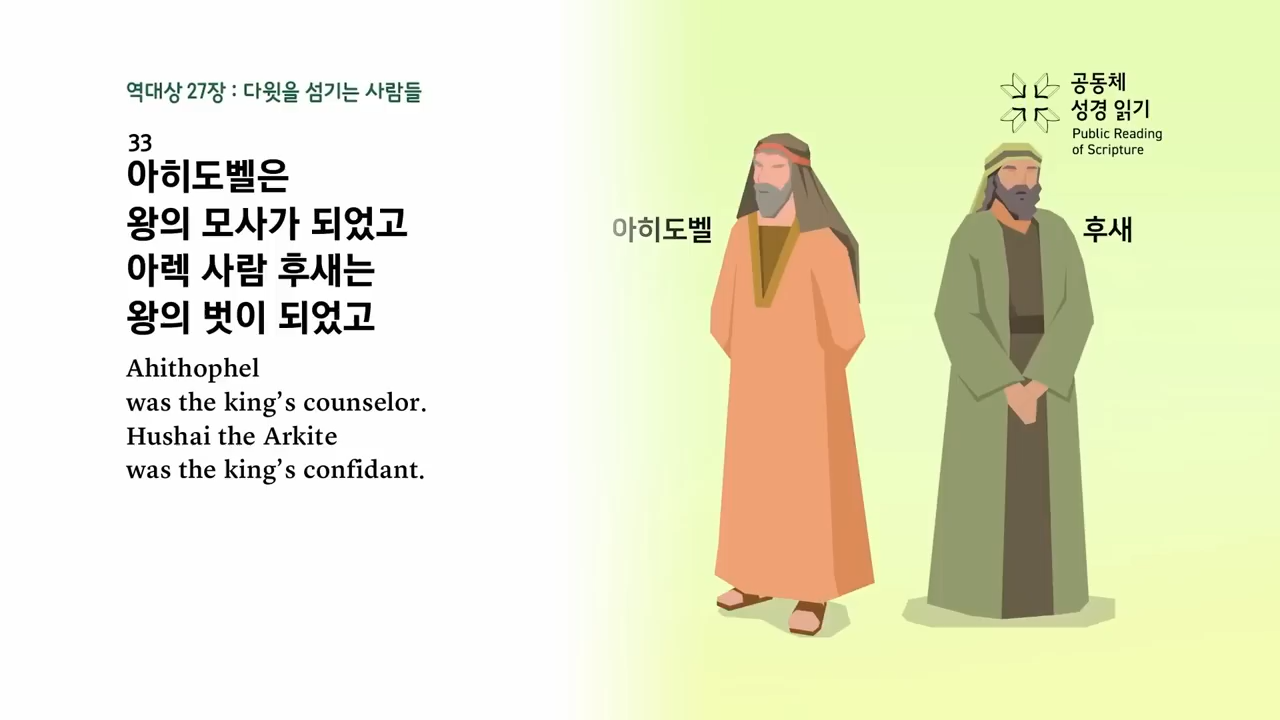 역대상 27장 : 다윗을 섬기는 사람들
33
아히도벨은
왕의 모사가 되었고
아렉 사람 후새는
왕의 벗이 되었고
Ahithophel
was the king’s counselor.
Hushai the Arkite
was the king’s confidant.
아히도벨
후새
공동체
성경 읽기
Public Reading
of Scripture